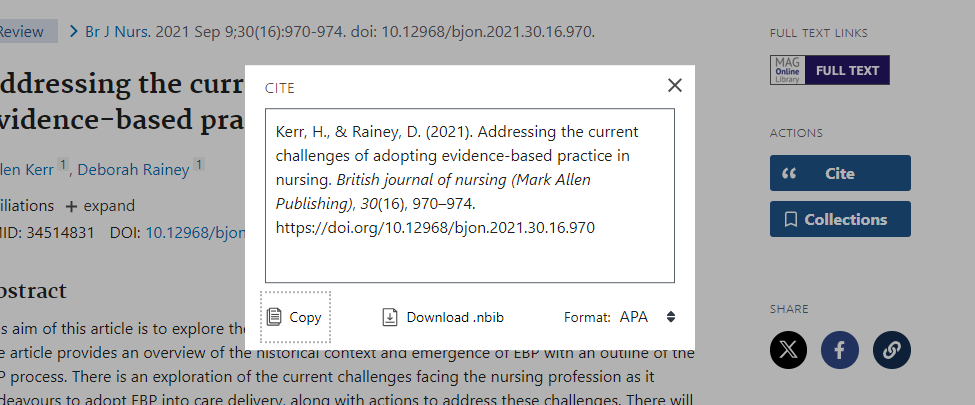 Review
Br J Nurs. 2021 Sep 9;30(16):970-974. doi: 10.12968/bjon.2021.30.16.970.
ddressing the curr
vidence-based pra
len Kerr 1, Deborah Rainey 1
iliations + expand
MID: 34514831 DOI: 10.12968/bjon
bstract
is aim of this article is to explore the
e article provides an overview of the historical context and emergence of EBP with an outline of the
P process. There is an exploration of the current challenges facing the nursing profession as it
deavours to adopt EBP into care delivery, along with actions to address these challenges. There will
CITE
Kerr, H., & Rainey, D. (2021). Addressing the current
challenges of adopting evidence-based practice in
nursing. British journal of nursing (Mark Allen
Publishing), 30(16), 970–974.
https://doi.org/10.12968/bjon.2021.30.16.970
Copy
Download .nbib
Format: APA
FULL TEXT LINKS
MAG
Online
Library
FULL TEXT
ACTIONS
Cite
Collections
SHARE